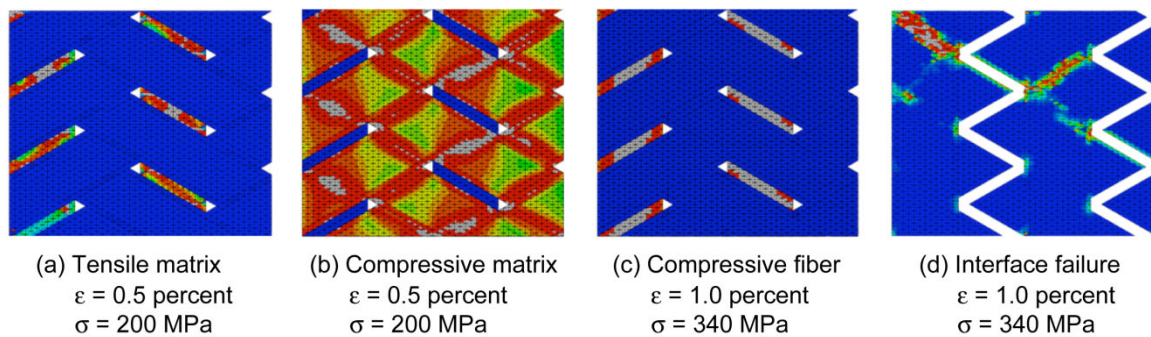 (a) Tensile matrix
ε = 0.5 percent
σ = 200 MPa
(b) Compressive matrix
ε = 0.5 percent
σ = 200 MPa
(c) Compressive fiber
ε = 1.0 percent
σ = 340 MPa
(d) Interface failure
ε = 1.0 percent
σ = 340 MPa